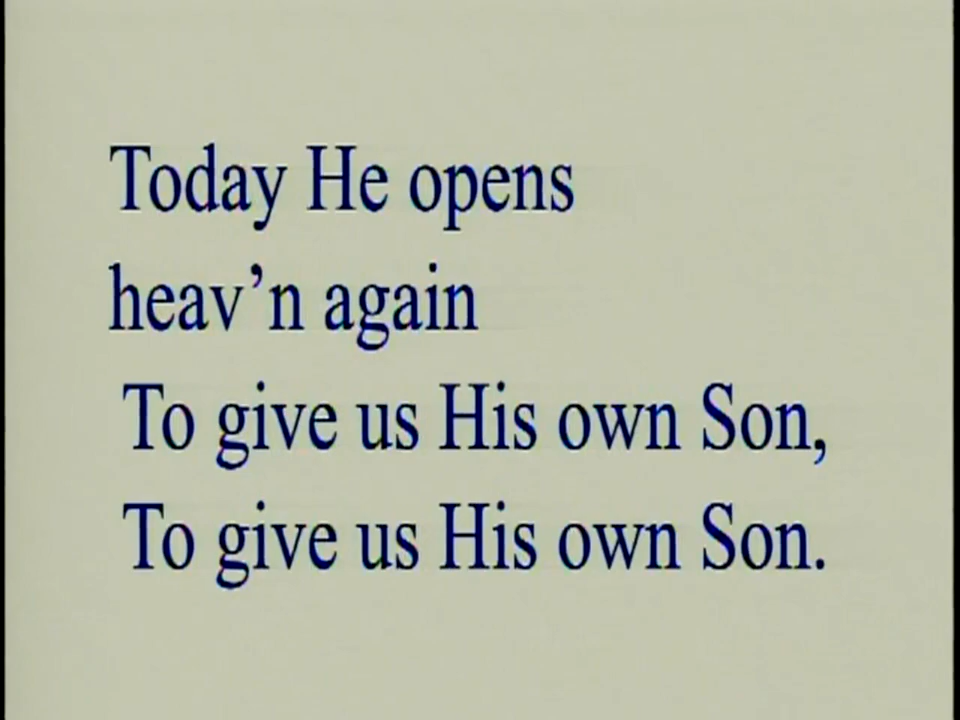 Today He opens
heav’n again
To give us His own Son,
To give us His own Son.